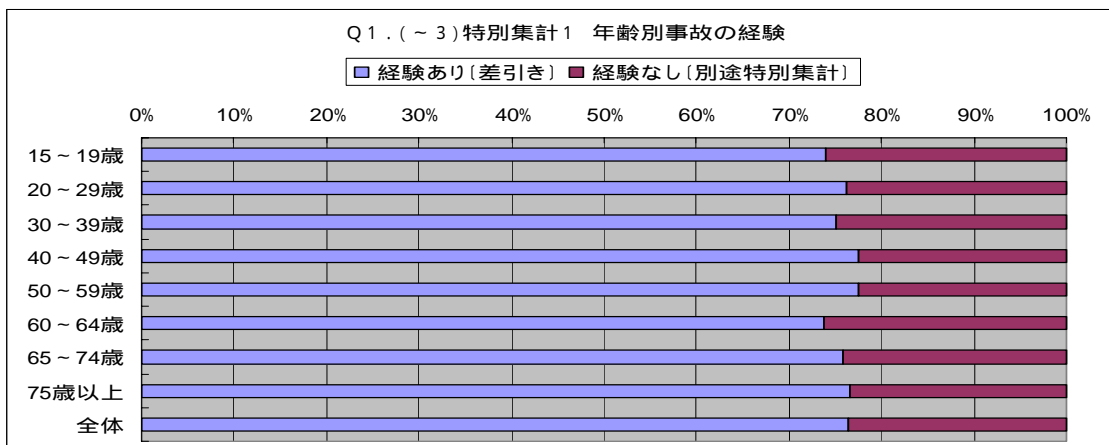 Q1.(~3)特別集計1 年齢別事故の経験
経験あり〔差引き〕 経験なし〔別途特別集計〕
0% 10% 20% 30% 40% 50% 60% 70% 80% 90% 100%
15~19歳
20~29歳
30~39歳
40~49歳
50~59歳
60~64歳
65~74歳
75歳以上
全体